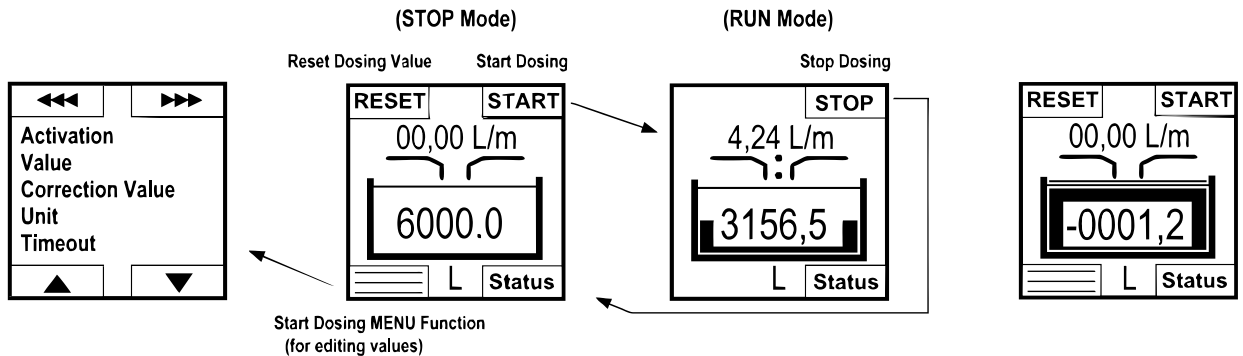 (STOP Mode)
(RUN Mode)
Reset Dosing Value
Start Dosing
Stop Dosing
Activation
Value
Correction Value
Unit
Timeout
RESET
START
00,00 L/m
6000.0
L
Status
STOP
4,24 L/m
3156,5
L
Status
RESET
START
00,00 L/m
-0001,2
L
Status
Start Dosing MENU Function
(for editing values)